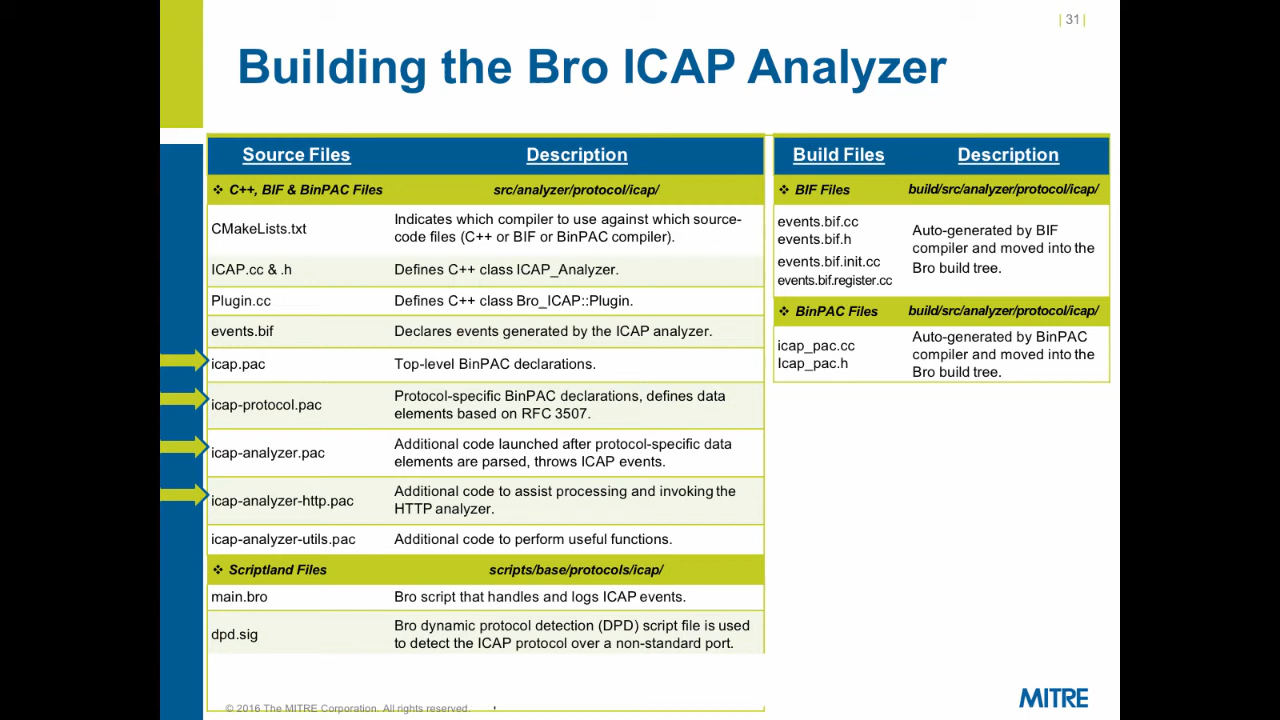 | 31 |
Building the Bro ICAP Analyzer
Source Files Description
❖ C++, BIF & BinPAC Files src/analyzer/protocol/icap/
CMakeLists.txt
Indicates which compiler to use against which source-
code files (C++ or BIF or BinPAC compiler).
ICAP.cc & .h Defines C++ class ICAP_Analyzer.
Plugin.cc Defines C++ class Bro_ICAP::Plugin.
events.bif Declares events generated by the ICAP analyzer.
icap.pac Top-level BinPAC declarations.
icap-protocol.pac
Protocol-specific BinPAC declarations, defines data
elements based on RFC 3507.
icap-analyzer.pac
Additional code launched after protocol-specific data
elements are parsed, throws ICAP events.
icap-analyzer-http.pac
Additional code to assist processing and invoking the
HTTP analyzer.
icap-analyzer-utils.pac Additional code to perform useful functions.
❖ Scriptland Files scripts/base/protocols/icap/
main.bro Bro script that handles and logs ICAP events.
dpd.sig
Bro dynamic protocol detection (DPD) script file is used
to detect the ICAP protocol over a non-standard port.
Build Files Description
❖ BIF Files build/src/analyzer/protocol/icap/
events.bif.cc
events.bif.h
events.bif.init.cc
events.bif.register.cc
Auto-generated by BIF
compiler and moved into the
Bro build tree.
❖ BinPAC Files build/src/analyzer/protocol/icap/
icap_pac.cc
Icap_pac.h
Auto-generated by BinPAC
compiler and moved into the
Bro build tree.
© 2016 The MITRE Corporation. All rights reserved.
MITRE